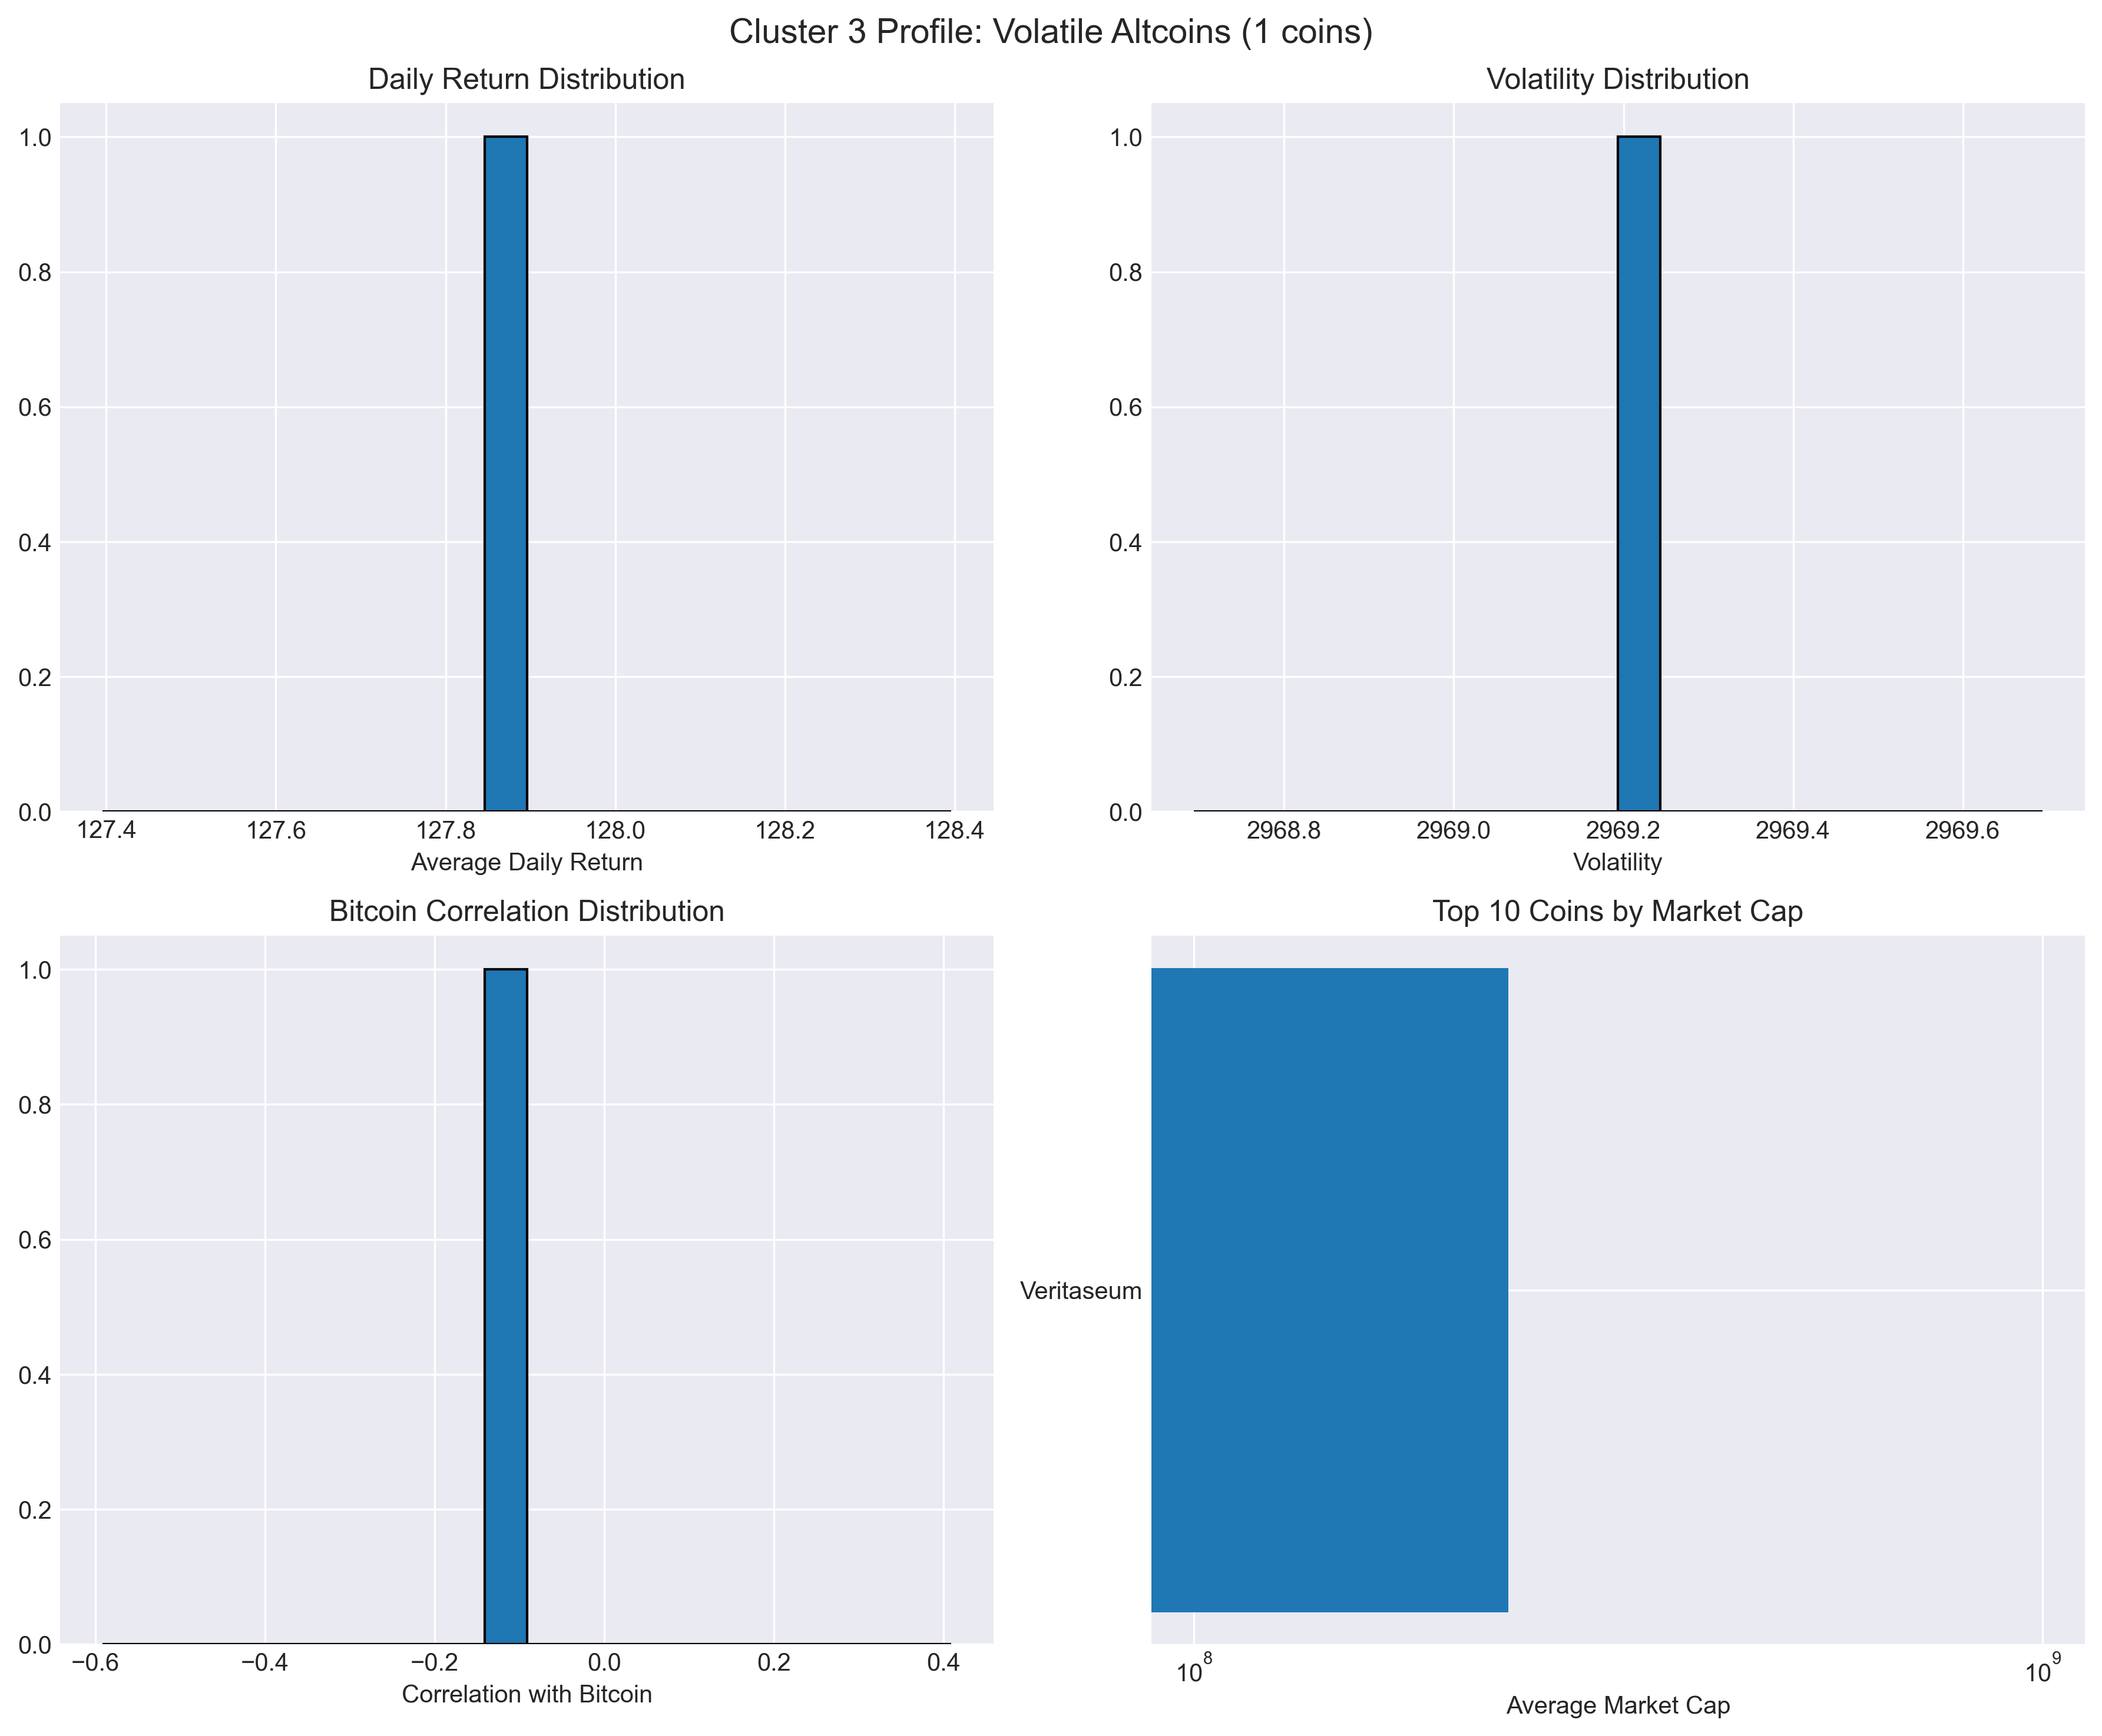 Cluster 3 Profile: Volatile Altcoins (1 coins)
Daily Return Distribution
1.0
0.8
0.6
0.4
0.2
0.0
127.4 127.6 127.8 128.0 128.2 128.4
Average Daily Return
Volatility Distribution
1.0
0.8
0.6
0.4
0.2
0.0
2968.8 2969.0 2969.2 2969.4 2969.6
Volatility
Bitcoin Correlation Distribution
1.0
0.8
0.6
0.4
0.2
0.0
−0.6 −0.4 −0.2 0.0 0.2 0.4
Correlation with Bitcoin
Top 10 Coins by Market Cap
Veritaseum
10⁸ 10⁹
Average Market Cap